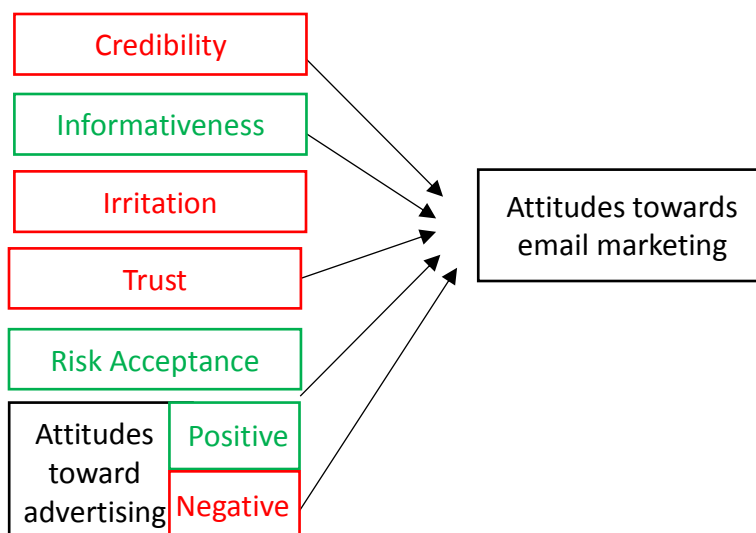 Credibility
Informativeness
Irritation
Trust
Risk Acceptance
Attitudes
toward
advertising
Positive
Negative
Attitudes towards
email marketing